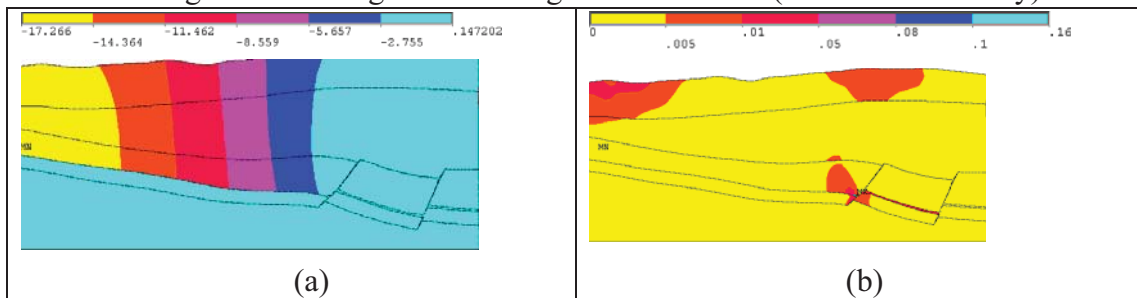 -17.266 -11.462 -5.657 .147202
-14.364 -8.559 -2.755
0 .01 .08 .16
.005 .05 .1
MN
MN
(a)
(b)